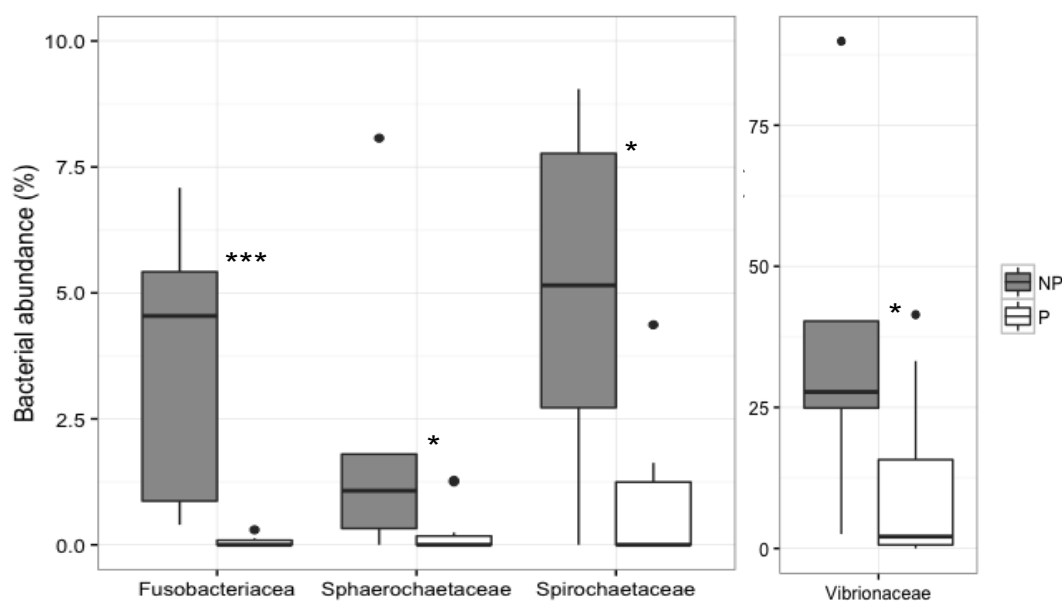 10.0
7.5
5.0
2.5
0.0
Bacterial abundance (%)
***
*
*
Fusobacteriacea
Sphaerochaetaceae
Spirochaetaceae
75
50
25
0
*
Vibrionaceae
NP
P